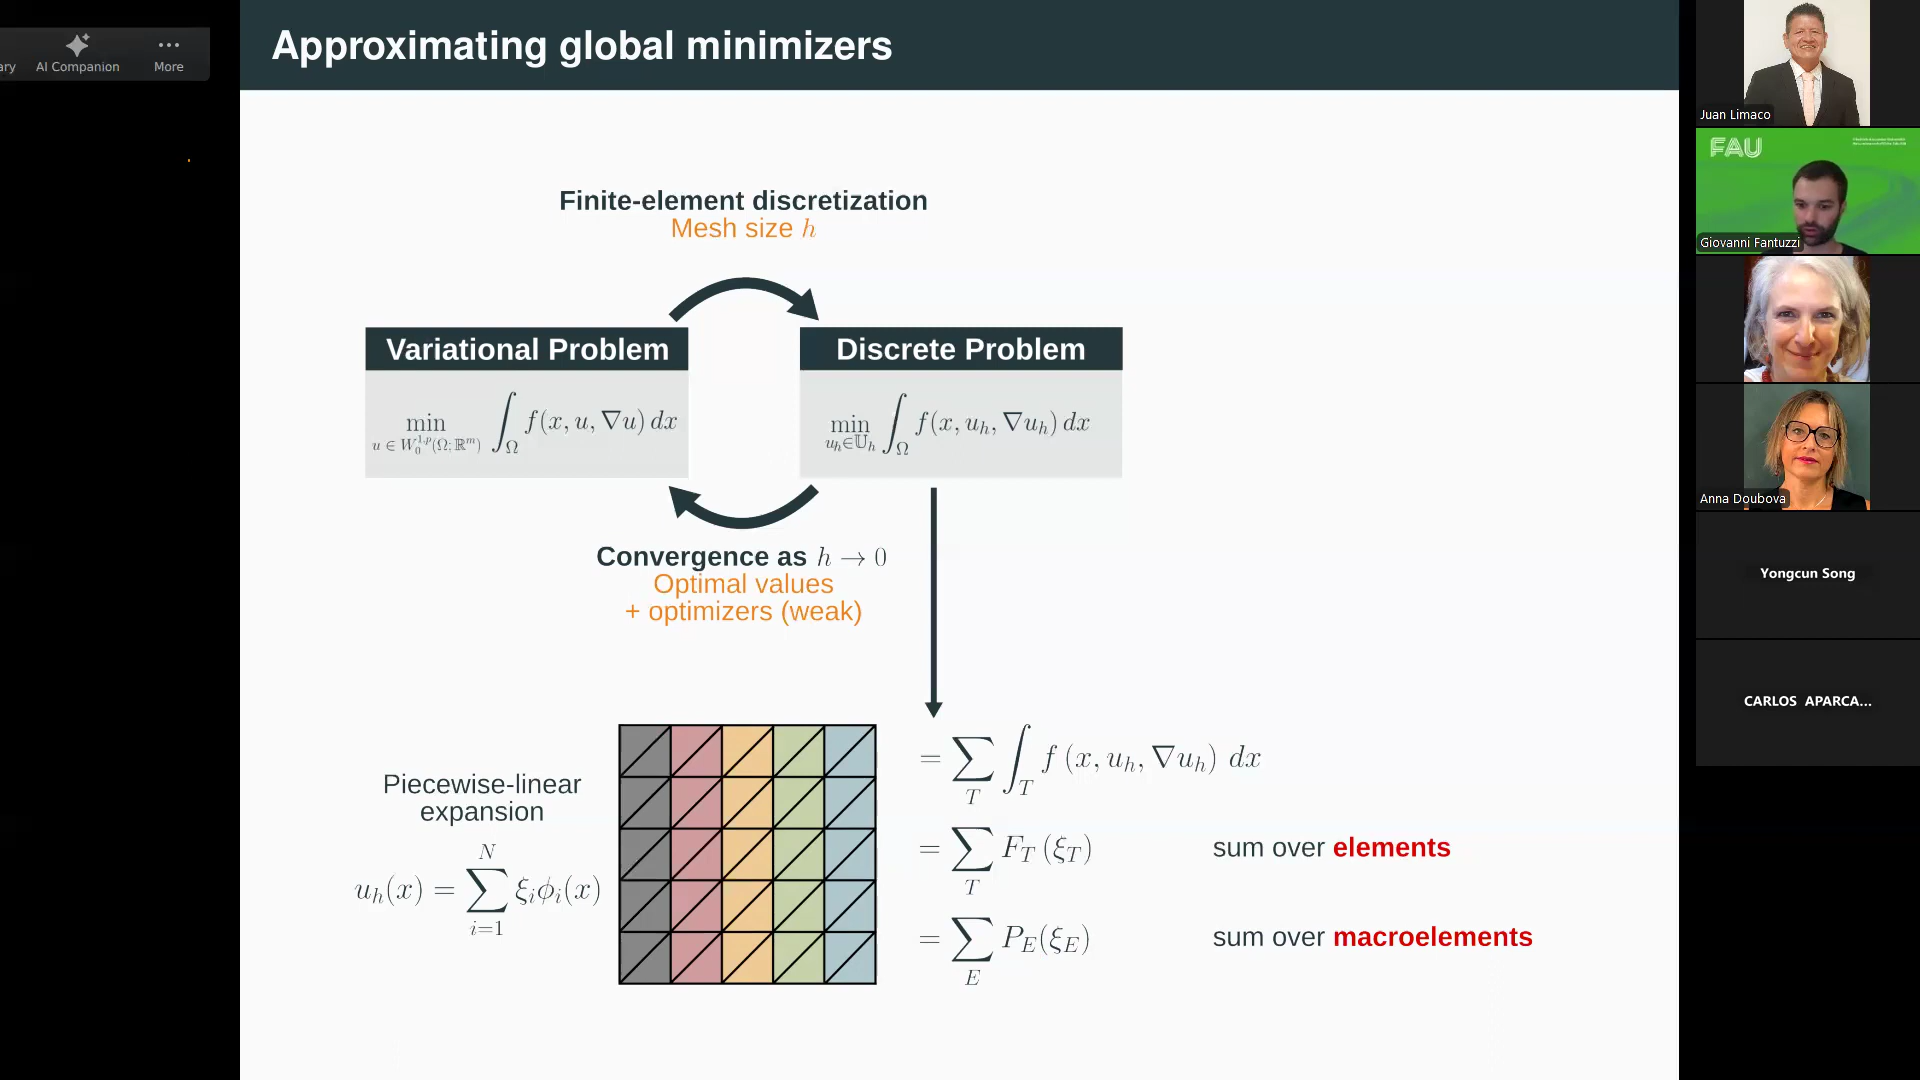 ary
AI Companion
More
Approximating global minimizers
Finite-element discretization
Mesh size h
Variational Problem
Discrete Problem
min_{u ∈ W_0^{1,p}(Ω;ℝ^m)} ∫_Ω f(x, u, ∇u) dx
min_{u_h∈𝕌_h} ∫_Ω f(x, u_h, ∇u_h) dx
Convergence as h → 0
Optimal values
+ optimizers (weak)
Piecewise-linear
expansion
u_h(x) = ∑_{i=1}^{N} ξ_i ϕ_i(x)
= ∑_T ∫_T f (x, u_h, ∇u_h) dx
= ∑_T F_T (ξ_T)
sum over elements
= ∑_E P_E(ξ_E)
sum over macroelements
Juan Limaco
FAU
Giovanni Fantuzzi
Anna Doubova
Yongcun Song
CARLOS APARCA...